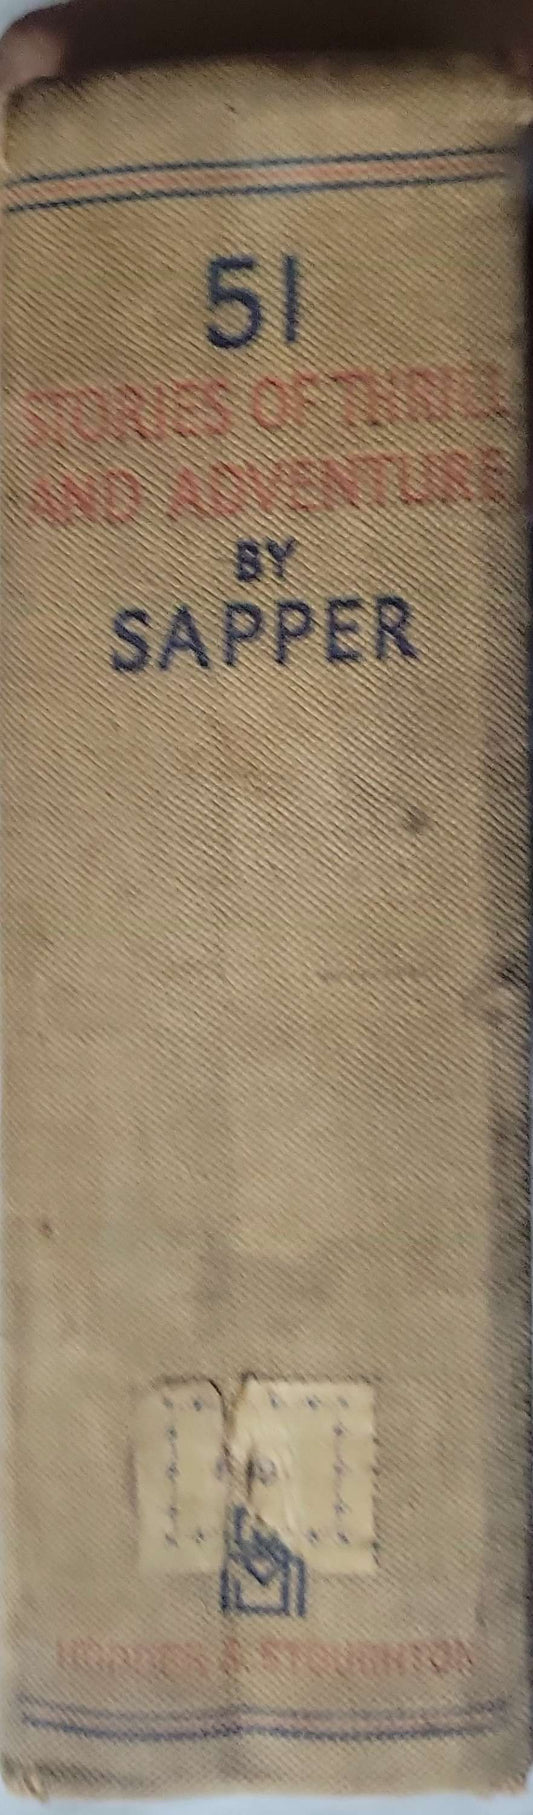 51
STORIES OF THRILL
AND ADVENTURE
BY
SAPPER
HODDER & STOUGHTON